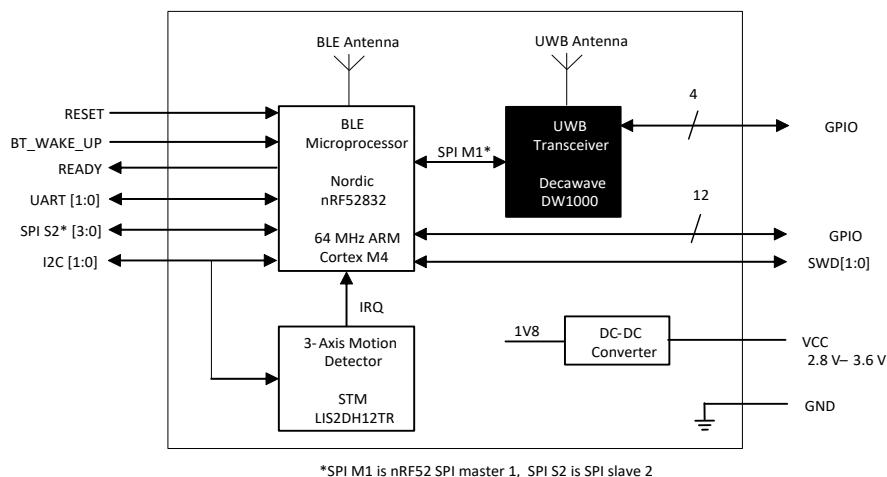 BLE Antenna
UWB Antenna
RESET
BT_WAKE_UP
READY
UART [1:0]
SPI S2* [3:0]
I2C [1:0]
BLE
Microprocessor
Nordic
nRF52832
64 MHz ARM
Cortex M4
SPI M1*
UWB
Transceiver
Decawave
DW1000
4
GPIO
12
GPIO
SWD[1:0]
IRQ
3-Axis Motion
Detector
STM
LIS2DH12TR
1V8
DC-DC
Converter
VCC
2.8 V– 3.6 V
GND
*SPI M1 is nRF52 SPI master 1, SPI S2 is SPI slave 2